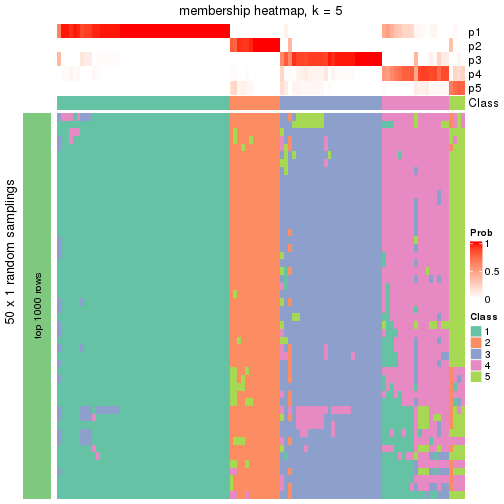 membership heatmap, k = 5
p1
p2
p3
p4
p5
Class
50 x 1 random samplings
top 1000 rows
Prob
1
0.5
0
Class
1
2
3
4
5